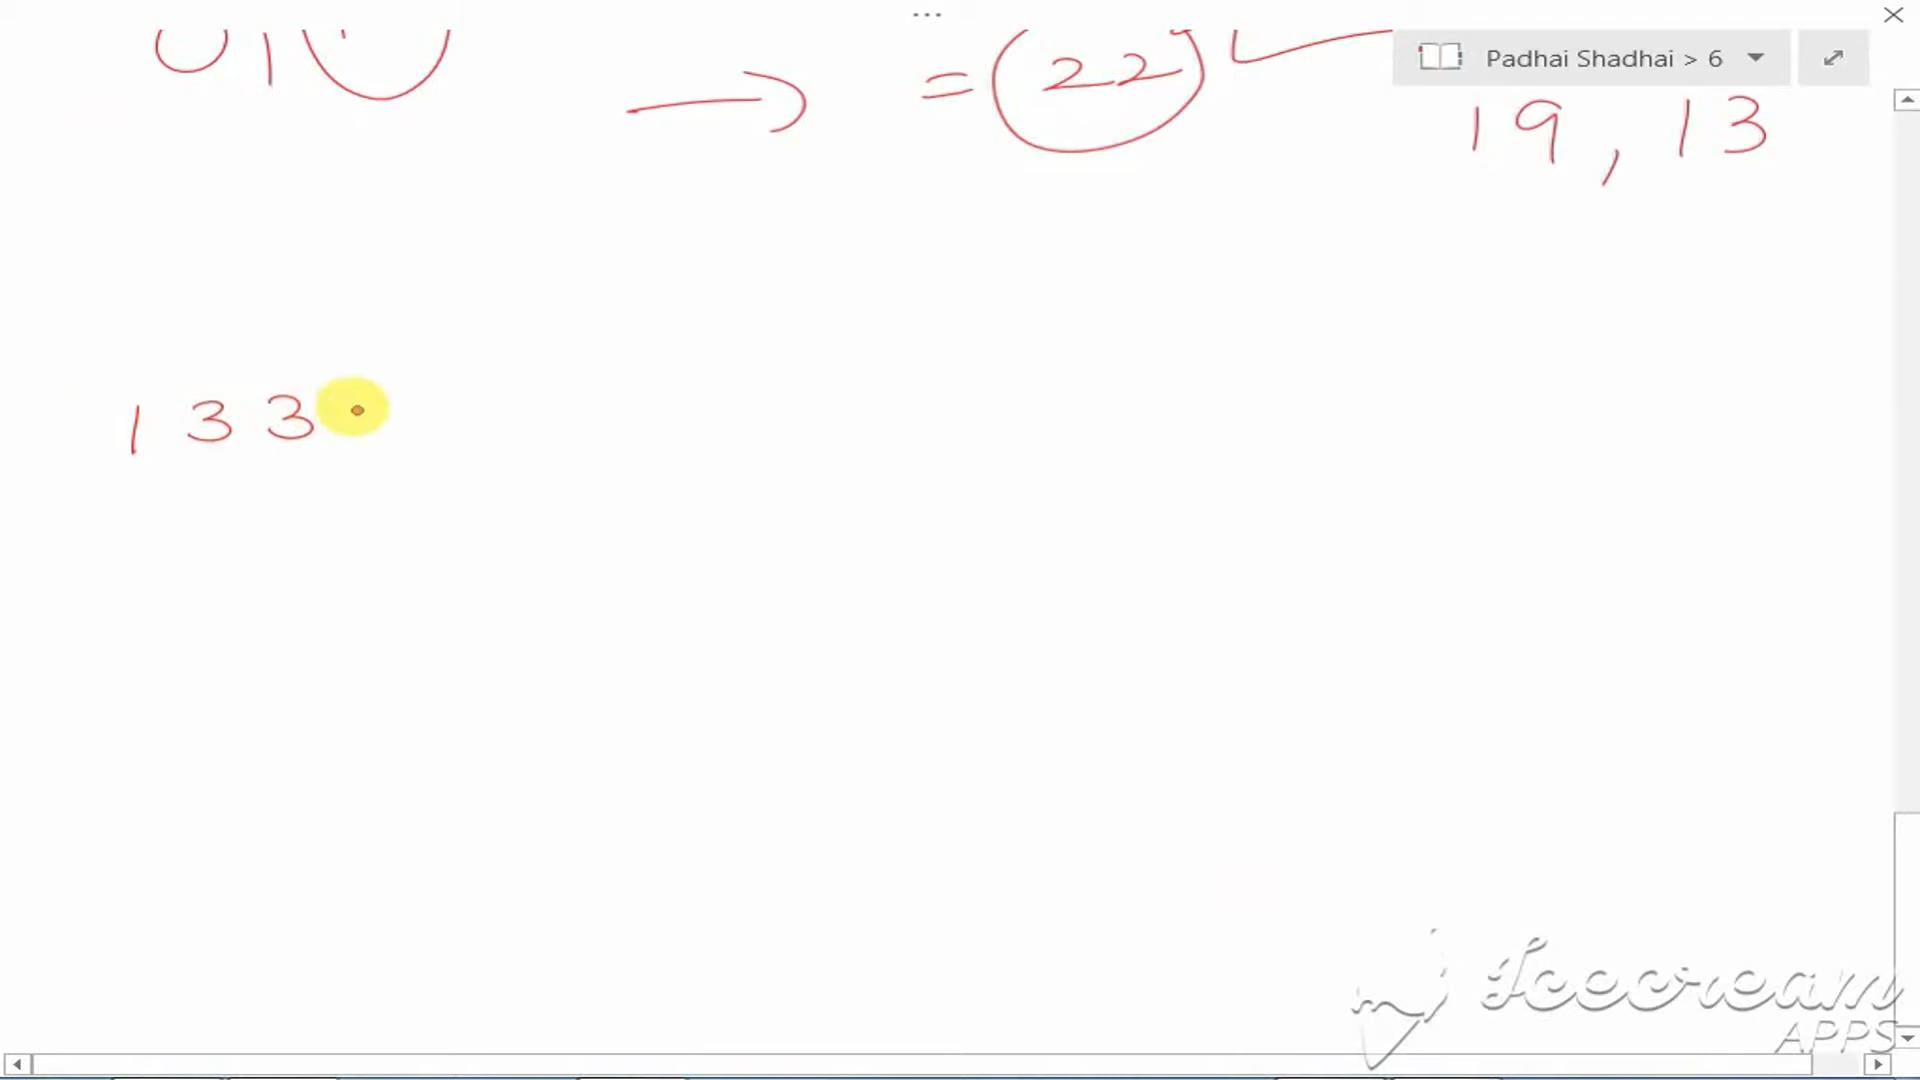 ...
Padhai Shadhai > 6
= 22
19, 13
133
Icecream
APPS